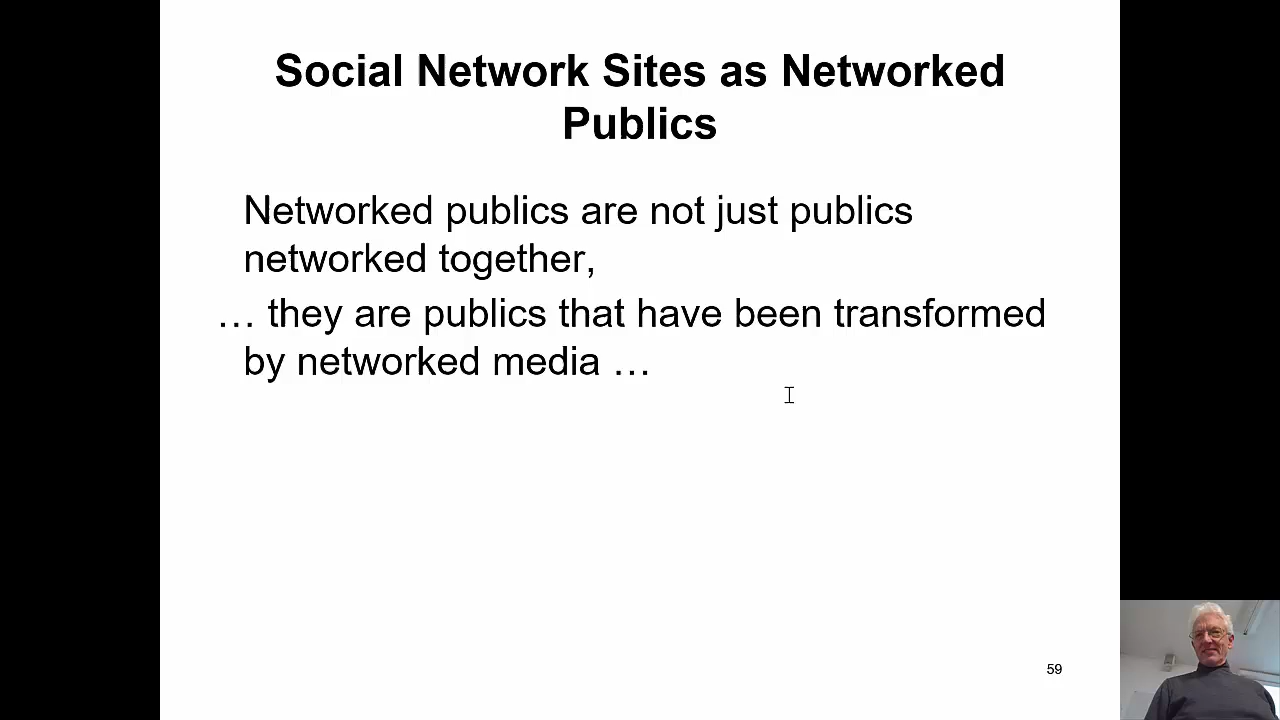 Social Network Sites as Networked
Publics
Networked publics are not just publics
networked together,
… they are publics that have been transformed
by networked media …
59